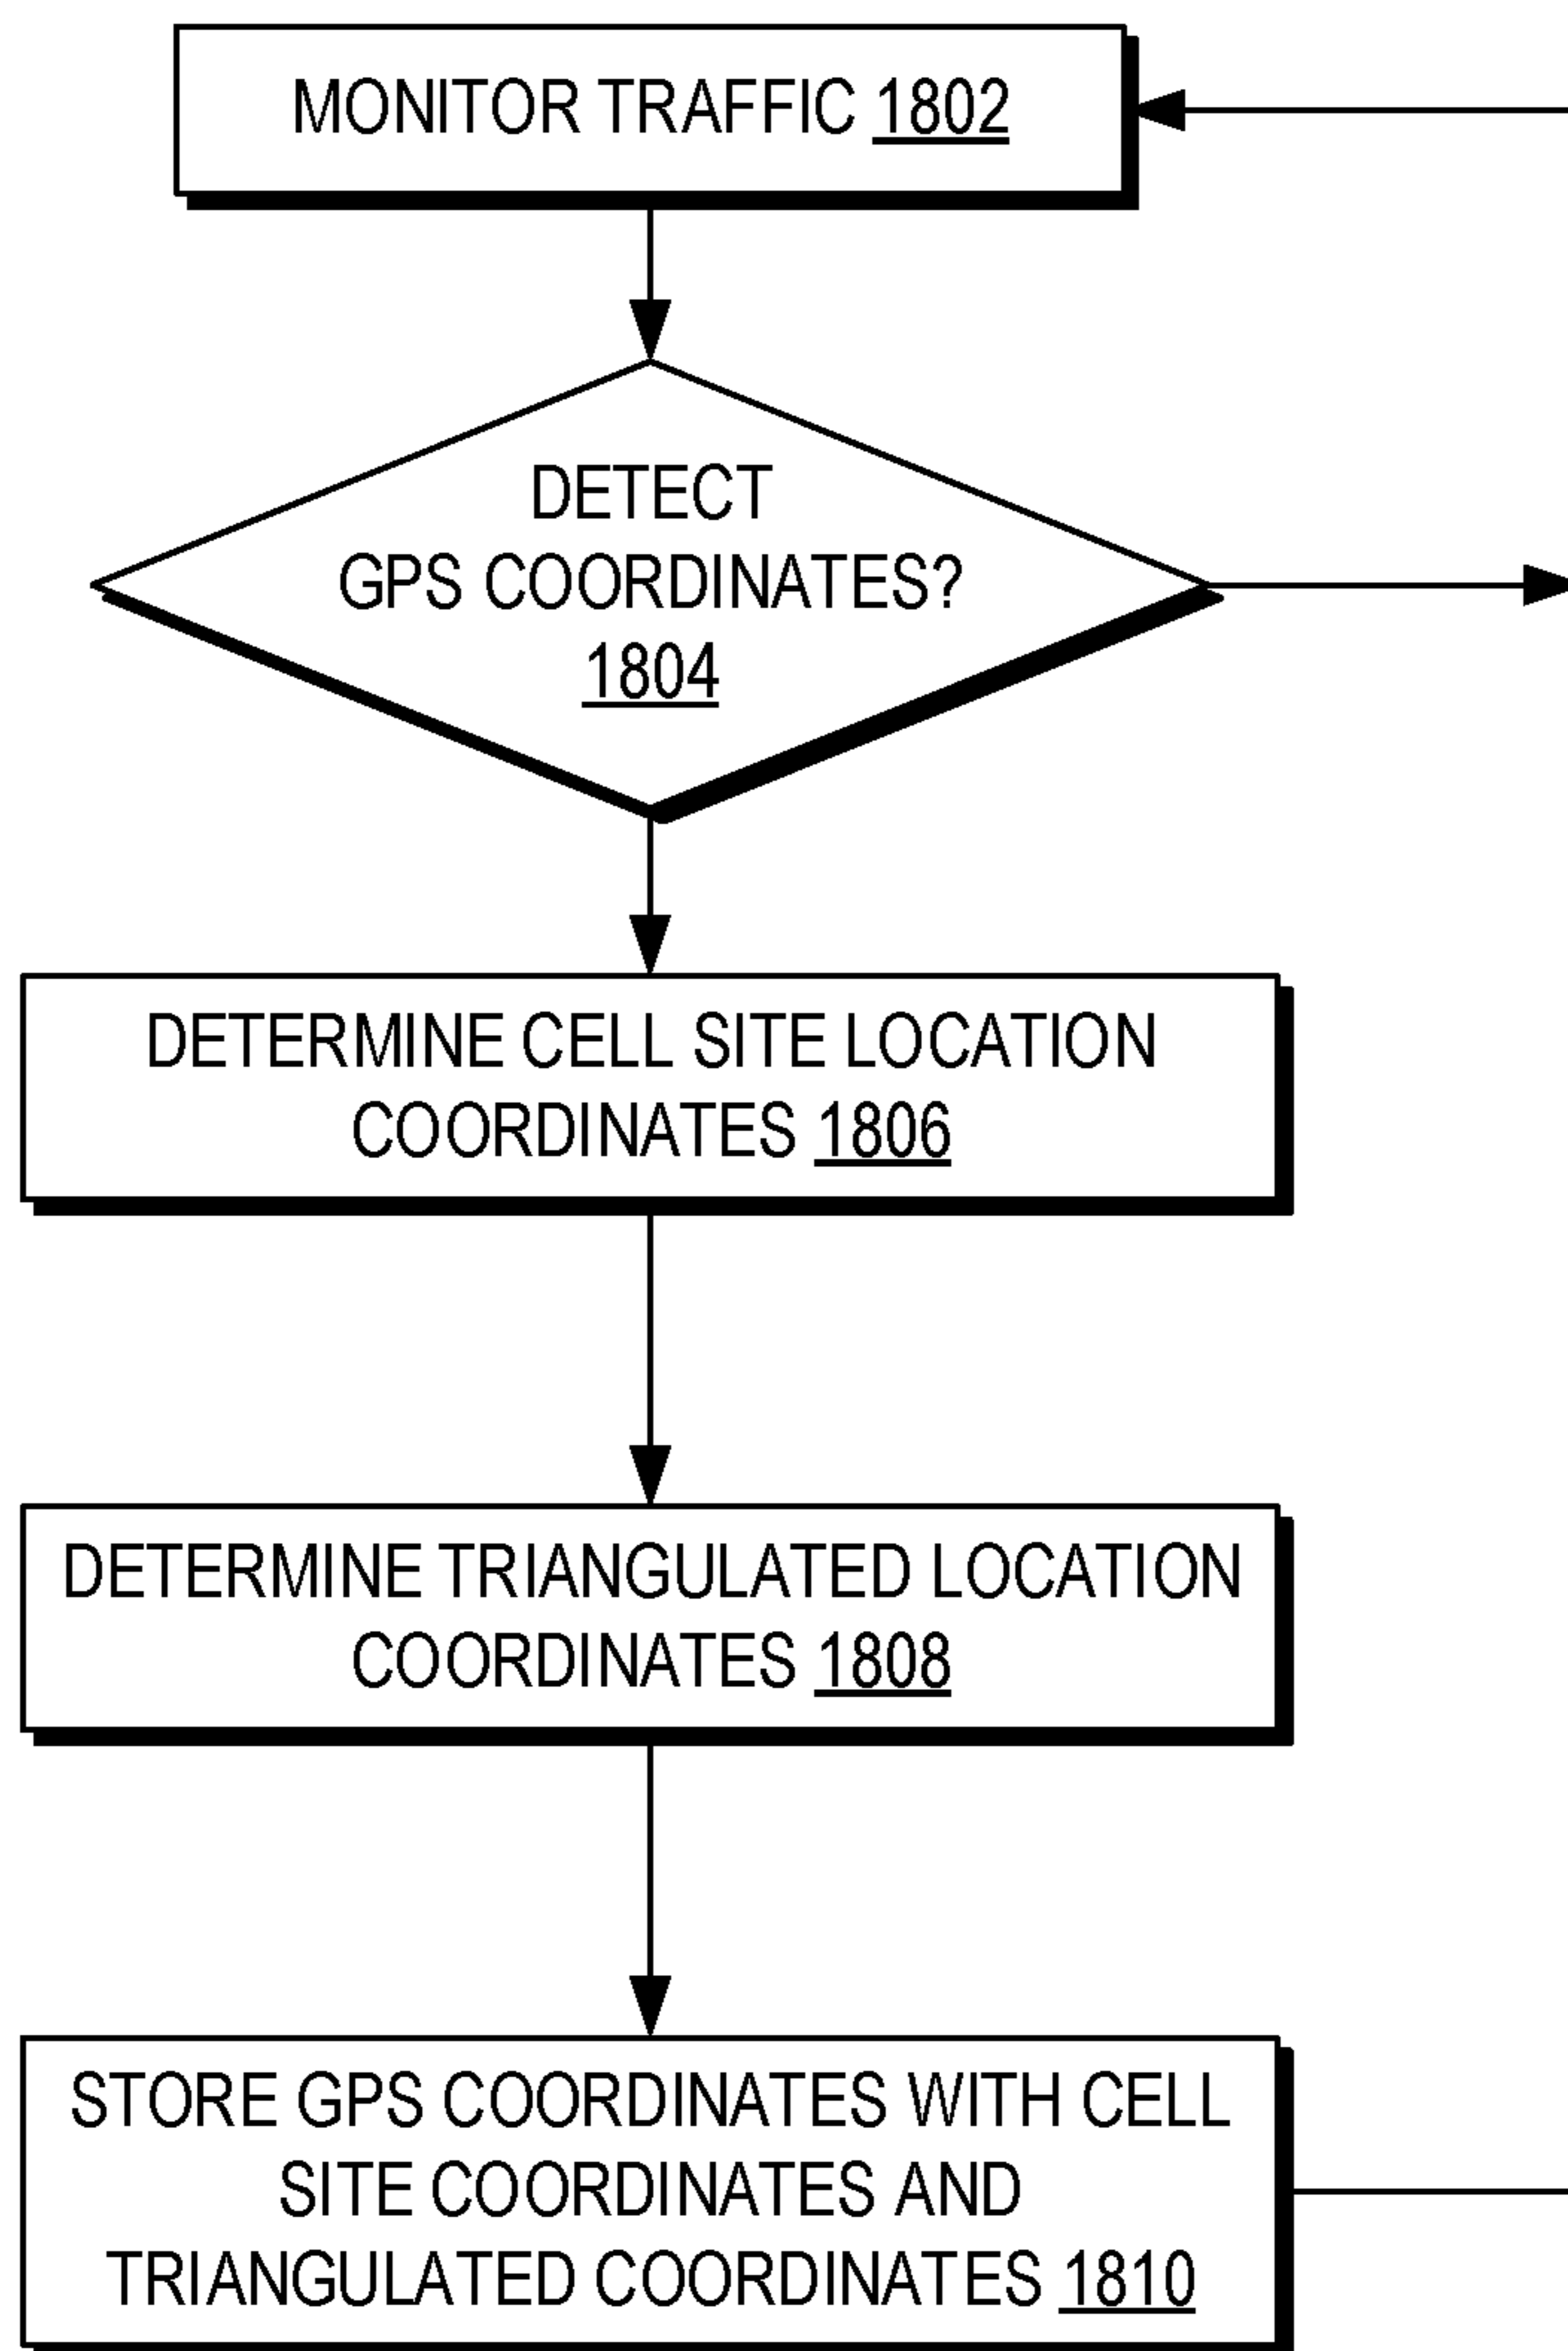 MONITOR TRAFFIC 1802
DETECT
GPS COORDINATES?
1804
DETERMINE CELL SITE LOCATION
COORDINATES 1806
DETERMINE TRIANGULATED LOCATION
COORDINATES 1808
STORE GPS COORDINATES WITH CELL
SITE COORDINATES AND
TRIANGULATED COORDINATES 1810